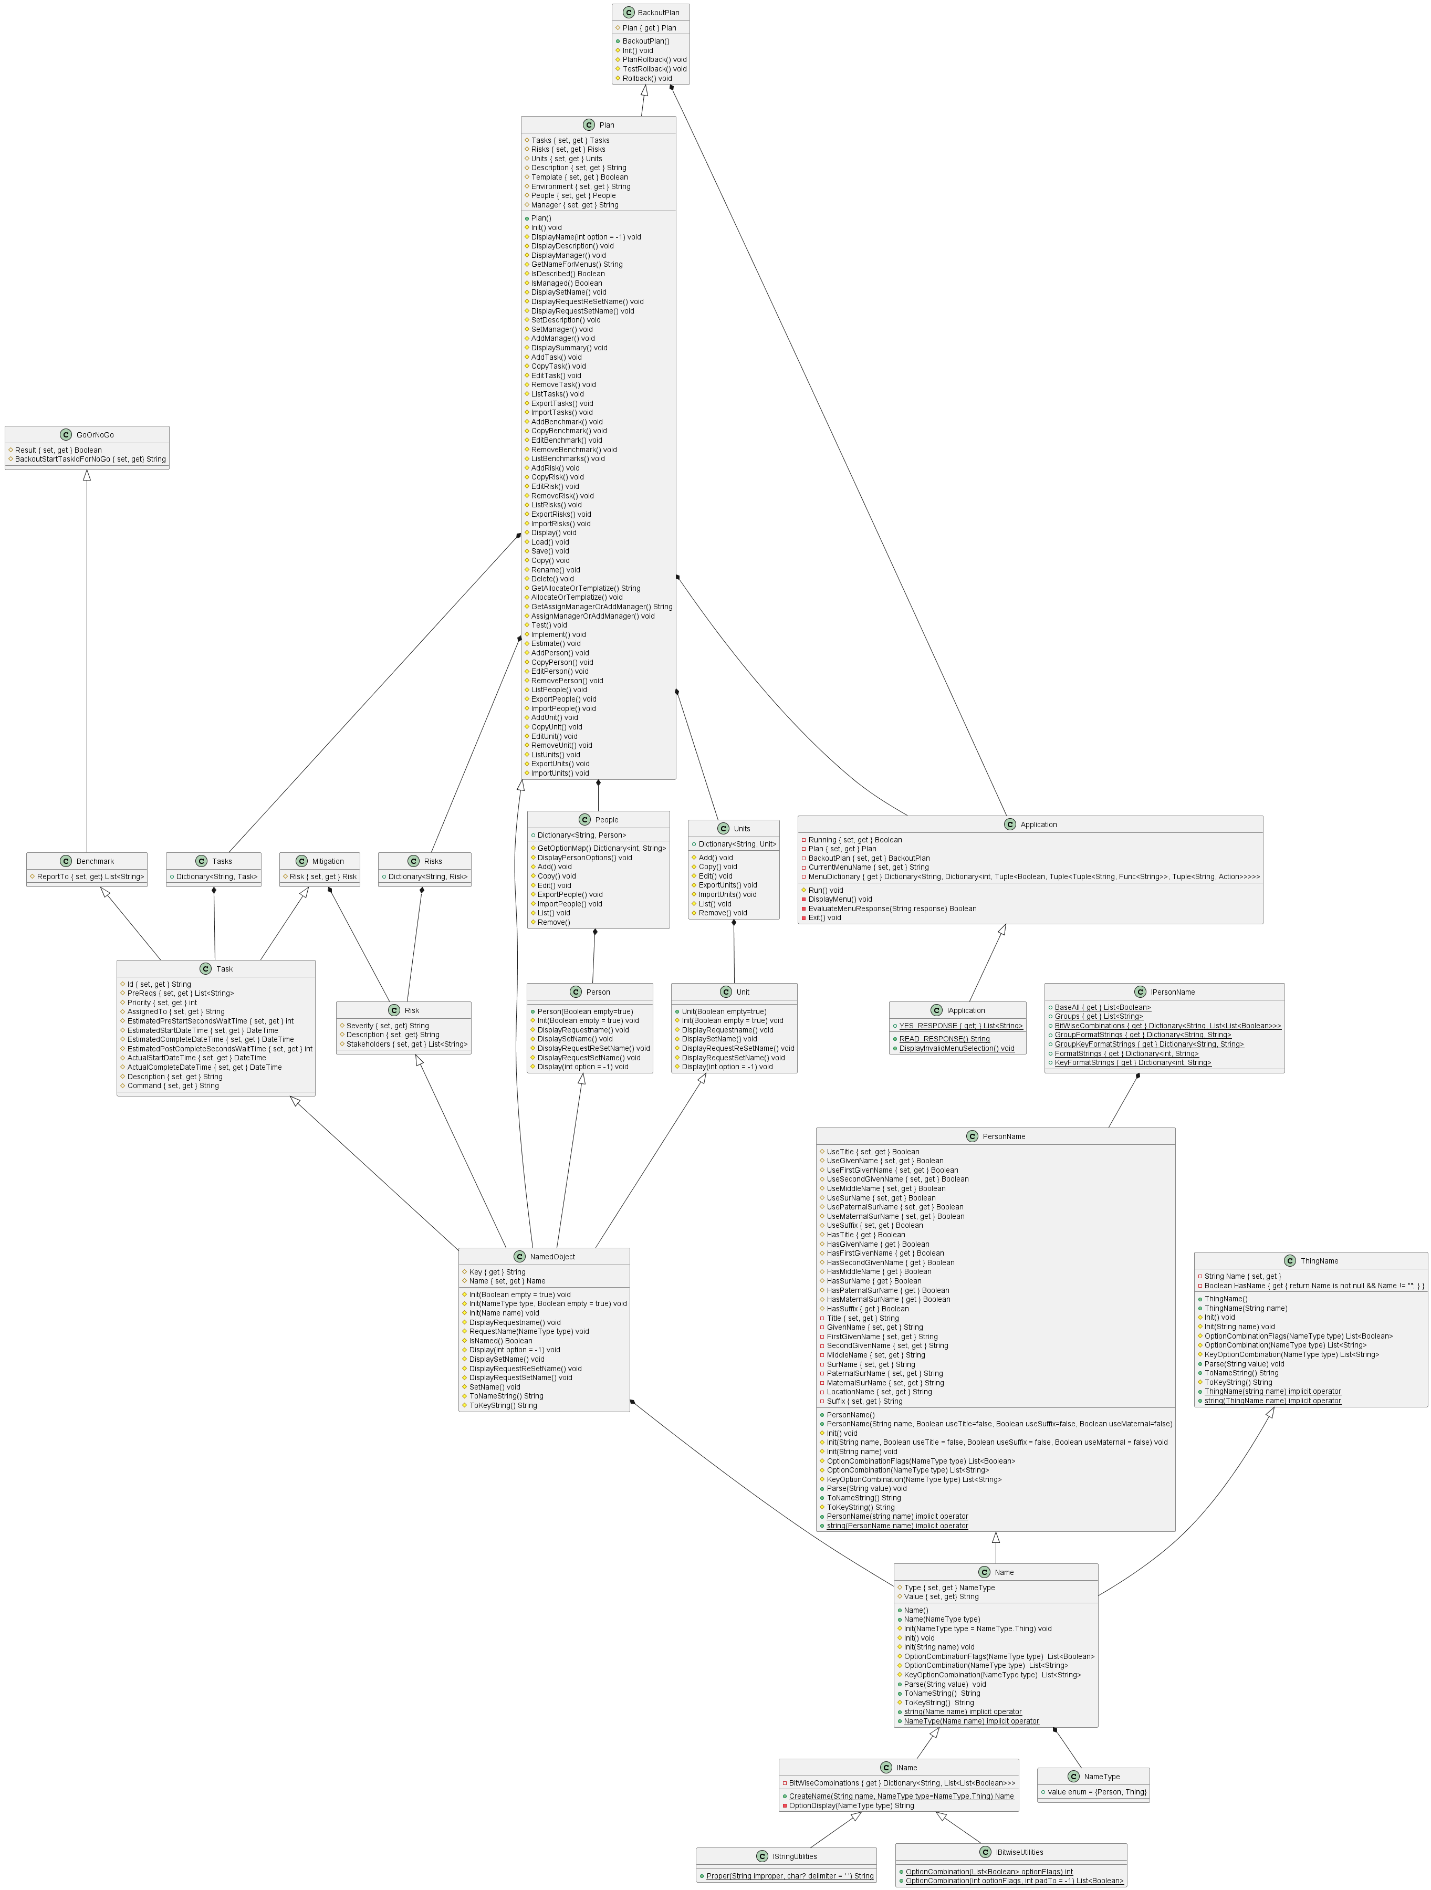 BackoutPlan
Plan { get } Plan
BackoutPlan()
Init() void
PlanRollback() void
TestRollback() void
Rollback() void
Plan
Tasks { set, get } Tasks
Risks { set, get } Risks
Units { set, get } Units
Description { set, get } String
Template { set, get } Boolean
Environment { set, get } String
People { set, get } People
Manager { set, get } String
Plan()
Init() void
DisplayName(int option = -1) void
DisplayDescription() void
DisplayManager() void
GetNameForMenus() String
IsDescribed() Boolean
IsManaged() Boolean
DisplaySetName() void
DisplayRequestReSetName() void
DisplayRequestSetName() void
SetDescription() void
SetManager() void
AddManager() void
DisplaySummary() void
AddTask() void
CopyTask() void
EditTask() void
RemoveTask() void
ListTasks() void
ExportTasks() void
ImportTasks() void
AddBenchmark() void
CopyBenchmark() void
EditBenchmark() void
RemoveBenchmark() void
ListBenchmarks() void
AddRisk() void
CopyRisk() void
EditRisk() void
RemoveRisk() void
ListRisks() void
ExportRisks() void
ImportRisks() void
Display() void
Load() void
Save() void
Copy() void
Rename() void
Delete() void
GetAllocateOrTemplatize() String
AllocateOrTemplatize() void
GetAssignManagerOrAddManager() String
AssignManagerOrAddManager() void
Test() void
Implement() void
Estimate() void
AddPerson() void
CopyPerson() void
EditPerson() void
RemovePerson() void
ListPeople() void
ExportPeople() void
ImportPeople() void
AddUnit() void
CopyUnit() void
EditUnit() void
RemoveUnit() void
ListUnits() void
ExportUnits() void
ImportUnits() void
GoOrNoGo
Result { set, get } Boolean
BackoutStartTaskIdForNoGo { set, get} String
Benchmark
ReportTo { set, get} List<String>
Tasks
Dictionary<String, Task>
Mitigation
Risk { set, get } Risk
Risks
Dictionary<String, Risk>
People
Dictionary<String, Person>
GetOptionMap() Dictionary<int, String>
DisplayPersonOptions() void
Add() void
Copy() void
Edit() void
ExportPeople() void
ImportPeople() void
List() void
Remove()
Units
Dictionary<String, Unit>
Add() void
Copy() void
Edit() void
ExportUnits() void
ImportUnits() void
List() void
Remove() void
Application
Running { set, get } Boolean
Plan { set, get } Plan
BackoutPlan { set, get } BackoutPlan
CurrentMenuName { set, get } String
MenuDictionary { get } Dictionary<String, Dictionary<int, Tuple<Boolean, Tuple<Tuple<String, Func<String>>, Tuple<String, Action>>>>>
Run() void
DisplayMenu() void
EvaluateMenuResponse(String response) Boolean
Exit() void
Task
Id { set, get } String
PreReqs { set, get } List<String>
Priority { set, get } int
AssignedTo { set, get } String
EstimatedPreStartSecondsWaitTime { set, get } int
EstimatedStartDateTime { set, get } DateTime
EstimatedCompleteDateTime { set, get } DateTime
EstimatedPostCompleteSecondsWaitTime { set, get } int
ActualStartDateTime { set, get } DateTime
ActualCompleteDateTime { set, get } DateTime
Description { set, get } String
Command { set, get } String
Risk
Severity { set, get} String
Description { set, get} String
Stakeholders { set, get } List<String>
Person
Person(Boolean empty=true)
Init(Boolean empty = true) void
DisplayRequestname() void
DisplaySetName() void
DisplayRequestReSetName() void
DisplayRequestSetName() void
Display(int option = -1) void
Unit
Unit(Boolean empty=true)
Init(Boolean empty = true) void
DisplayRequestname() void
DisplaySetName() void
DisplayRequestReSetName() void
DisplayRequestSetName() void
Display(int option = -1) void
IApplication
YES_RESPONSE { get; } List<String>
READ_RESPONSE() String
DisplayInvalidMenuSelection() void
IPersonName
BaseAll { get } List<Boolean>
Groups { get } List<String>
BitWiseCombinations { get } Dictionary<String, List<List<Boolean>>>
GroupFormatStrings { get } Dictionary<String, String>
GroupKeyFormatStrings { get } Dictionary<String, String>
FormatStrings { get } Dictionary<int, String>
KeyFormatStrings { get } Dictionary<int, String>
PersonName
UseTitle { set, get } Boolean
UseGivenName { set, get } Boolean
UseFirstGivenName { set, get } Boolean
UseSecondGivenName { set, get } Boolean
UseMiddleName { set, get } Boolean
UseSurName { set, get } Boolean
UsePaternalSurName { set, get } Boolean
UseMaternalSurName { set, get } Boolean
UseSuffix { set, get } Boolean
HasTitle { get } Boolean
HasGivenName { get } Boolean
HasFirstGivenName { get } Boolean
HasSecondGivenName { get } Boolean
HasMiddleName { get } Boolean
HasSurName { get } Boolean
HasPaternalSurName { get } Boolean
HasMaternalSurName { get } Boolean
HasSuffix { get } Boolean
Title { set, get } String
GivenName { set, get } String
FirstGivenName { set, get } String
SecondGivenName { set, get } String
MiddleName { set, get } String
SurName { set, get } String
PaternalSurName { set, get } String
MaternalSurName { set, get } String
LocationName { set, get } String
Suffix { set, get } String
PersonName()
PersonName(String name, Boolean useTitle=false, Boolean useSuffix=false, Boolean useMaternal=false)
Init() void
Init(String name, Boolean useTitle = false, Boolean useSuffix = false, Boolean useMaternal = false) void
Init(String name) void
OptionCombinationFlags(NameType type) List<Boolean>
OptionCombination(NameType type) List<String>
KeyOptionCombination(NameType type) List<String>
Parse(String value) void
ToNameString() String
ToKeyString() String
PersonName(string name) implicit operator
string(PersonName name) implicit operator
ThingName
String Name { set, get }
Boolean HasName { get { return Name is not null && Name != "" } }
ThingName()
ThingName(String name)
Init() void
Init(String name) void
OptionCombinationFlags(NameType type) List<Boolean>
OptionCombination(NameType type) List<String>
KeyOptionCombination(NameType type) List<String>
Parse(String value) void
ToNameString() String
ToKeyString() String
ThingName(string name) implicit operator
string(ThingName name) implicit operator
NamedObject
Key { get } String
Name { set, get } Name
Init(Boolean empty = true) void
Init(NameType type, Boolean empty = true) void
Init(Name name) void
DisplayRequestname() void
RequestName(NameType type) void
IsNamed() Boolean
Display(int option = -1) void
DisplaySetName() void
DisplayRequestReSetName() void
DisplayRequestSetName() void
SetName() void
ToNameString() String
ToKeyString() String
Name
Type { set, get } NameType
Value { set, get} String
Name()
Name(NameType type)
Init(NameType type = NameType.Thing) void
Init() void
Init(String name) void
OptionCombinationFlags(NameType type) List<Boolean>
OptionCombination(NameType type) List<String>
KeyOptionCombination(NameType type) List<String>
Parse(String value) void
ToNameString() String
ToKeyString() String
string(Name name) implicit operator
NameType(Name name) implicit operator
IName
BitWiseCombinations { get } Dictionary<String, List<List<Boolean>>>
CreateName(String name, NameType type=NameType.Thing) Name
OptionDisplay(NameType type) String
NameType
value enum = {Person, Thing}
IStringUtilities
Proper(String improper, char? delimiter = ' ') String
IBitwiseUtilities
OptionCombination(List<Boolean> optionFlags) int
OptionCombination(int optionFlags, int padTo = -1) List<Boolean>